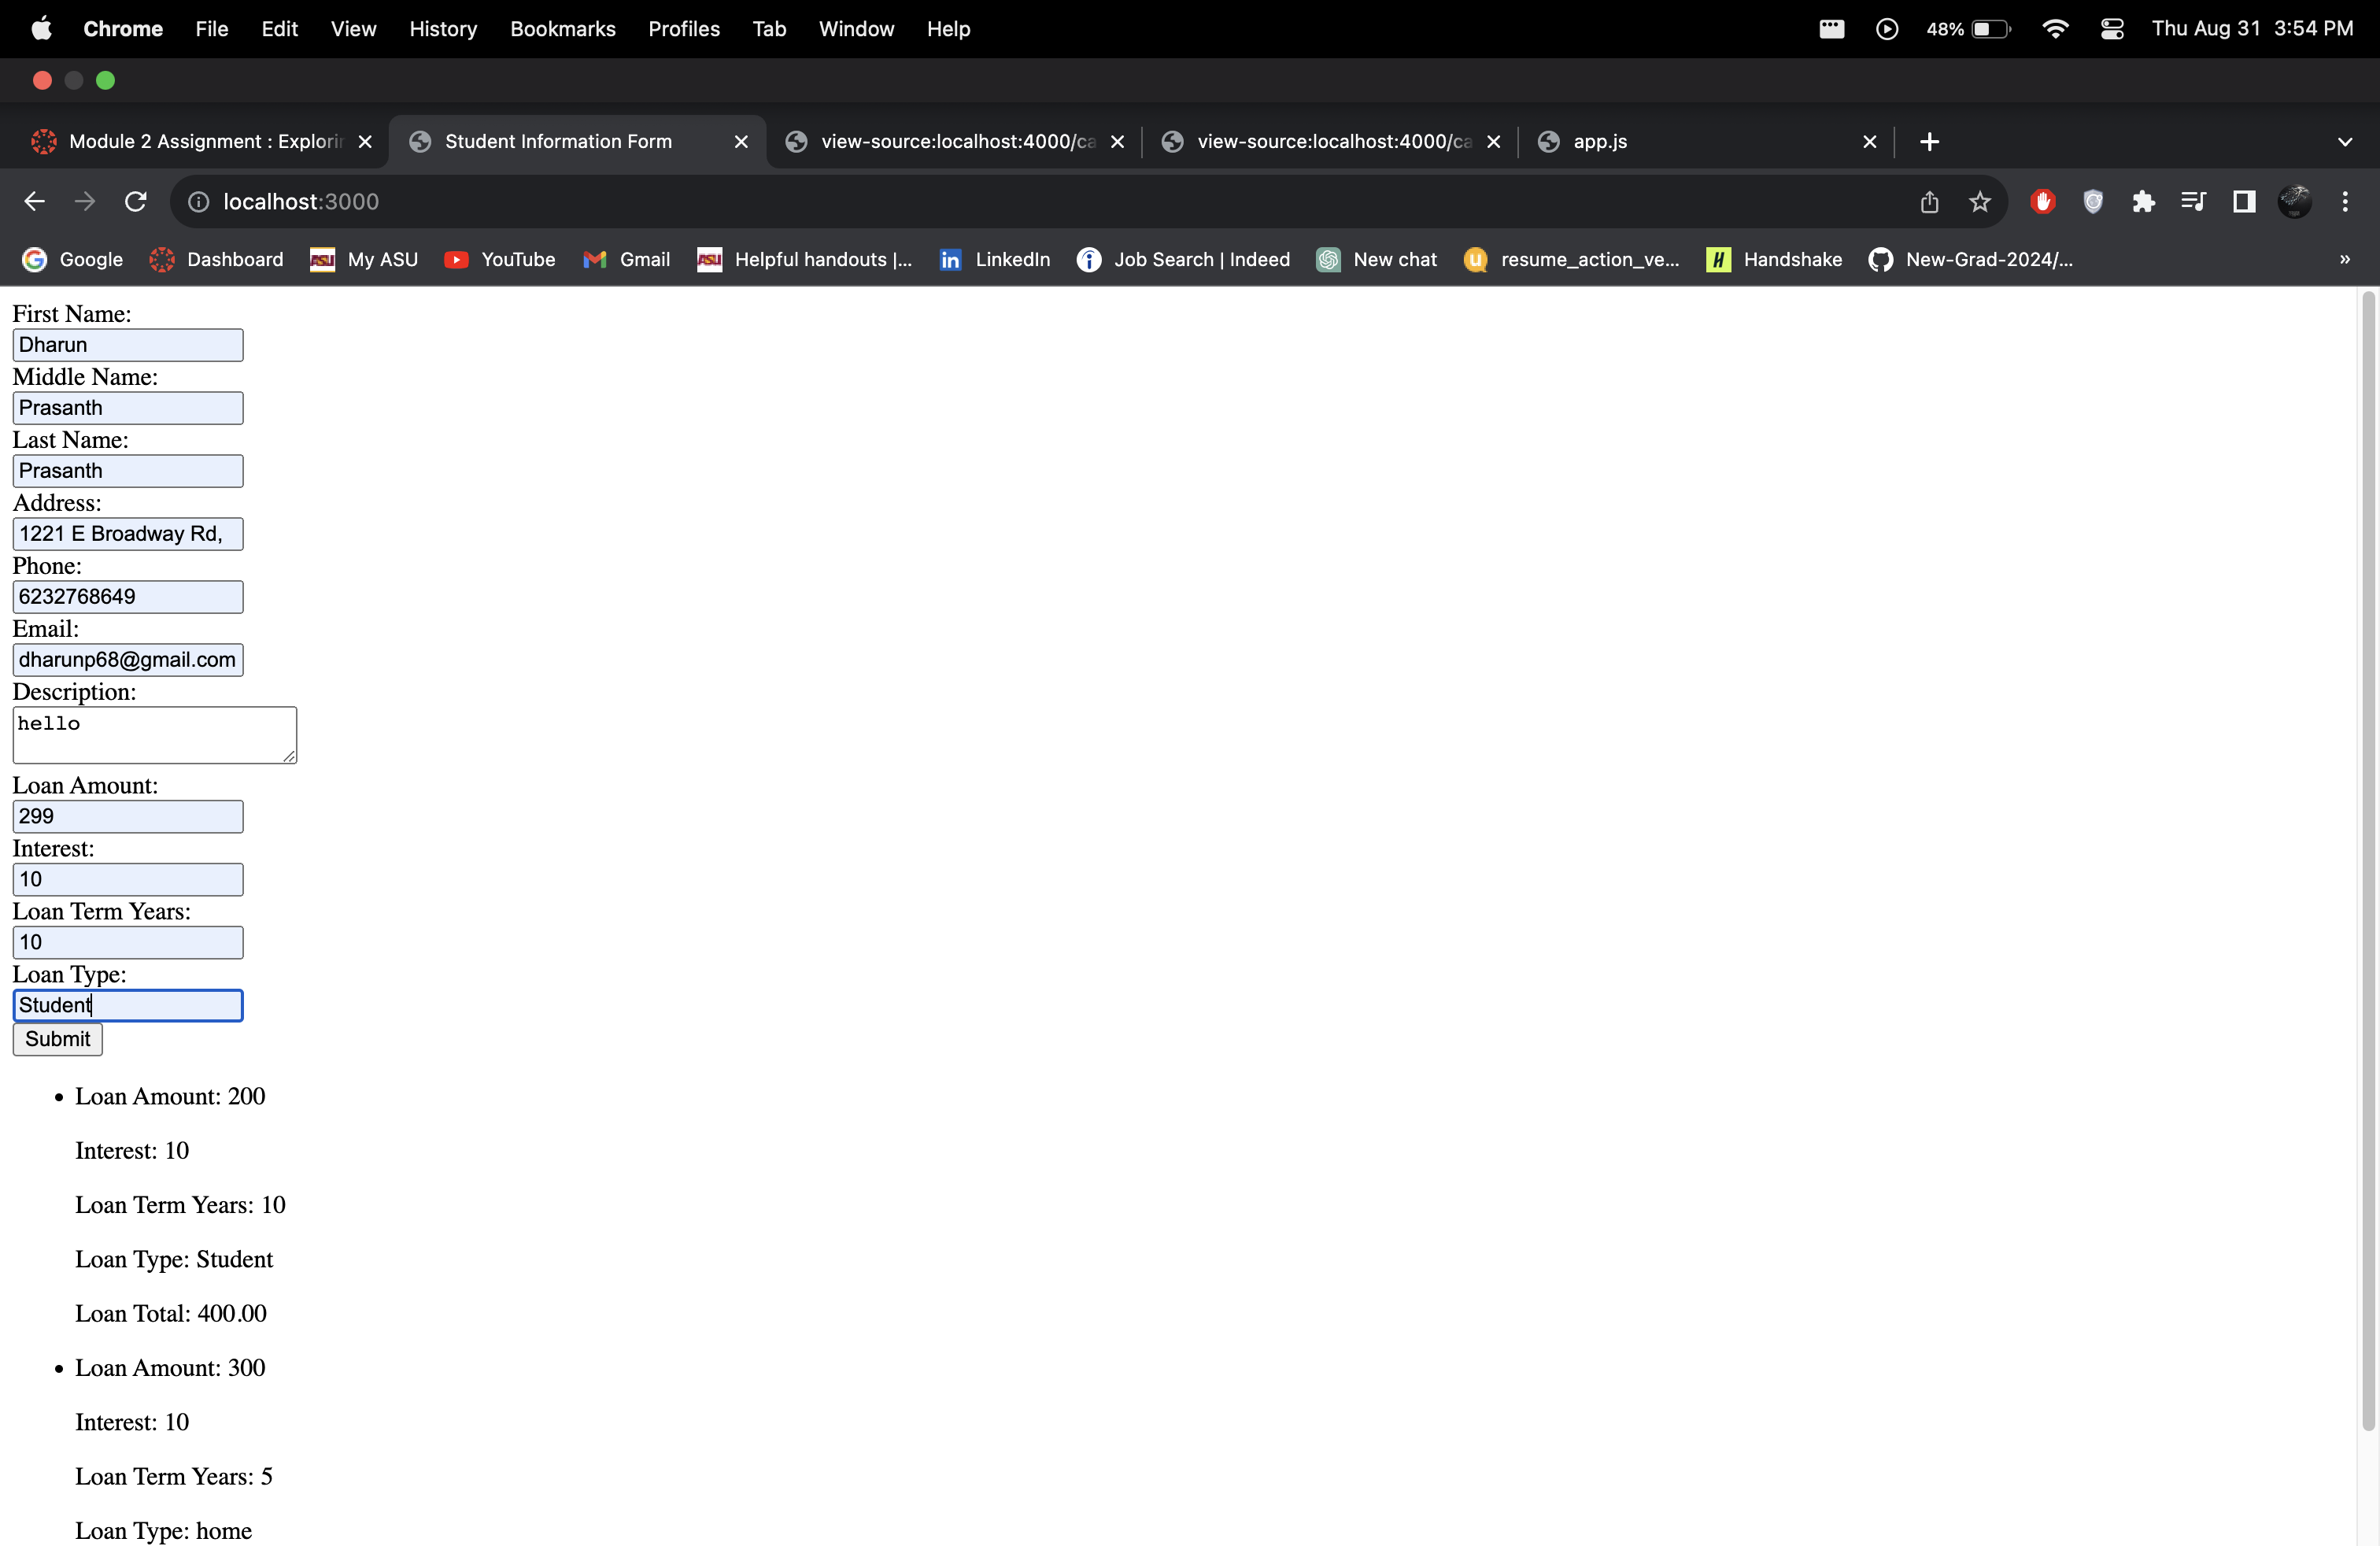 Chrome File Edit View History Bookmarks Profiles Tab Window Help 48% Thu Aug 31 3:54 PM
Module 2 Assignment : Explorin Student Information Form view-source:localhost:4000/ca view-source:localhost:4000/ca app.js
localhost:3000
Google Dashboard My ASU YouTube Gmail Helpful handouts |... LinkedIn Job Search | Indeed New chat resume_action_ve... Handshake New-Grad-2024/... »
First Name:
Dharun
Middle Name:
Prasanth
Last Name:
Prasanth
Address:
1221 E Broadway Rd,
Phone:
6232768649
Email:
dharunp68@gmail.com
Description:
hello
Loan Amount:
299
Interest:
10
Loan Term Years:
10
Loan Type:
Student
Submit
• Loan Amount: 200
Interest: 10
Loan Term Years: 10
Loan Type: Student
Loan Total: 400.00
• Loan Amount: 300
Interest: 10
Loan Term Years: 5
Loan Type: home